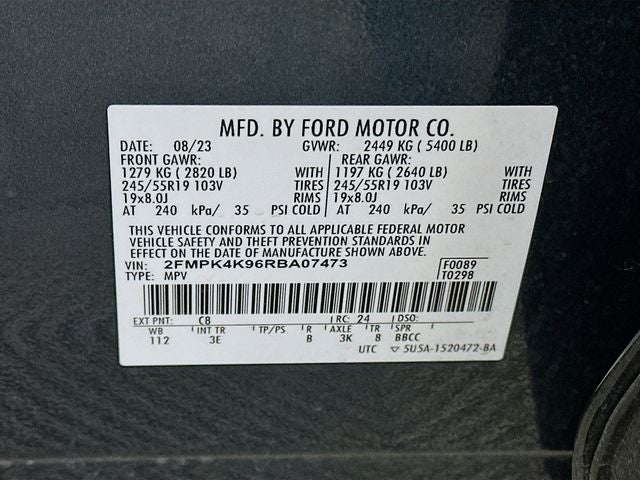 MFD. BY FORD MOTOR CO.
DATE: 08/23 GVWR: 2449 KG ( 5400 LB)
FRONT GAWR: REAR GAWR:
1279 KG ( 2820 LB) WITH 1197 KG ( 2640 LB) WITH
245/55R19 103V TIRES 245/55R19 103V TIRES
19x8.0J RIMS 19x8.0J RIMS
AT 240 kPa/ 35 PSI COLD AT 240 kPa/ 35 PSI COLD
THIS VEHICLE CONFORMS TO ALL APPLICABLE FEDERAL MOTOR
VEHICLE SAFETY AND THEFT PREVENTION STANDARDS IN
EFFECT ON THE DATE OF MANUFACTURE SHOWN ABOVE.
VIN: 2FMPK4K96RBA07473 F0089
TYPE: MPV T0298
EXT PNT: C8 RC: 24 DSO:
WB INT TR TP/PS R AXLE TR SPR
112 3E B 3K 8 BBCC
UTC ▽ 5U5A-1520472-BA